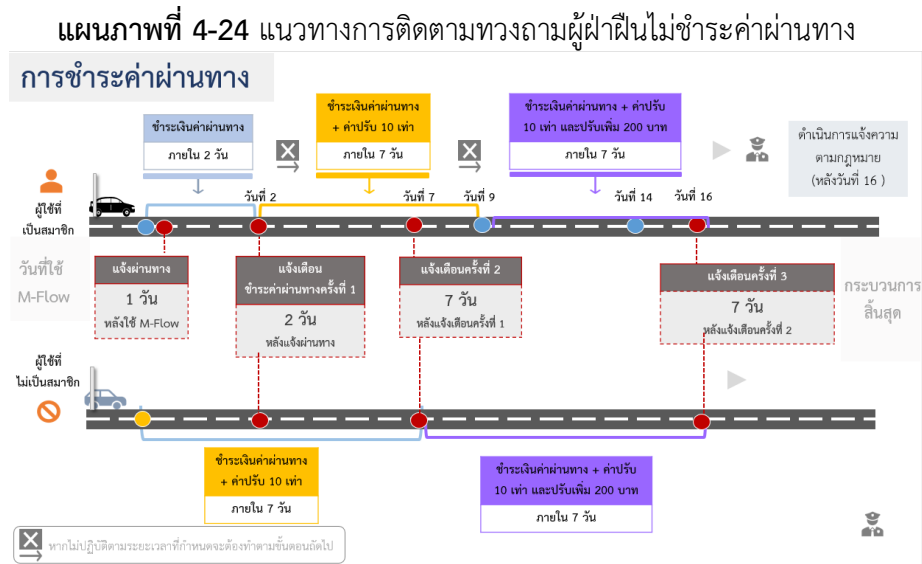 แผนภาพที่ 4-24 แนวทางการติดตามทวงถามผู้ฝ่าฝืนไม่ชำระค่าผ่านทาง
การชำระค่าผ่านทาง
ชำระเงินค่าผ่านทาง
ภายใน 2 วัน
ชำระเงินค่าผ่านทาง
+ ค่าปรับ 10 เท่า
ภายใน 7 วัน
ชำระเงินค่าผ่านทาง + ค่าปรับ
10 เท่า และปรับเพิ่ม 200 บาท
ภายใน 7 วัน
ดำเนินการแจ้งความ
ตามกฎหมาย
(หลังวันที่ 16 )
ผู้ใช้ที่
เป็นสมาชิก
วันที่ 2
วันที่ 7
วันที่ 9
วันที่ 14
วันที่ 16
วันที่ใช้
M-Flow
แจ้งผ่านทาง
1 วัน
หลังใช้ M-Flow
แจ้งเตือน
ชำระค่าผ่านทางครั้งที่ 1
2 วัน
หลังแจ้งผ่านทาง
แจ้งเตือนครั้งที่ 2
7 วัน
หลังแจ้งเตือนครั้งที่ 1
แจ้งเตือนครั้งที่ 3
7 วัน
หลังแจ้งเตือนครั้งที่ 2
กระบวนการ
สิ้นสุด
ผู้ใช้ที่
ไม่เป็นสมาชิก
ชำระเงินค่าผ่านทาง
+ ค่าปรับ 10 เท่า
ภายใน 7 วัน
ชำระเงินค่าผ่านทาง + ค่าปรับ
10 เท่า และปรับเพิ่ม 200 บาท
ภายใน 7 วัน
หากไม่ปฏิบัติตามระยะเวลาที่กำหนดจะต้องทำตามขั้นตอนถัดไป